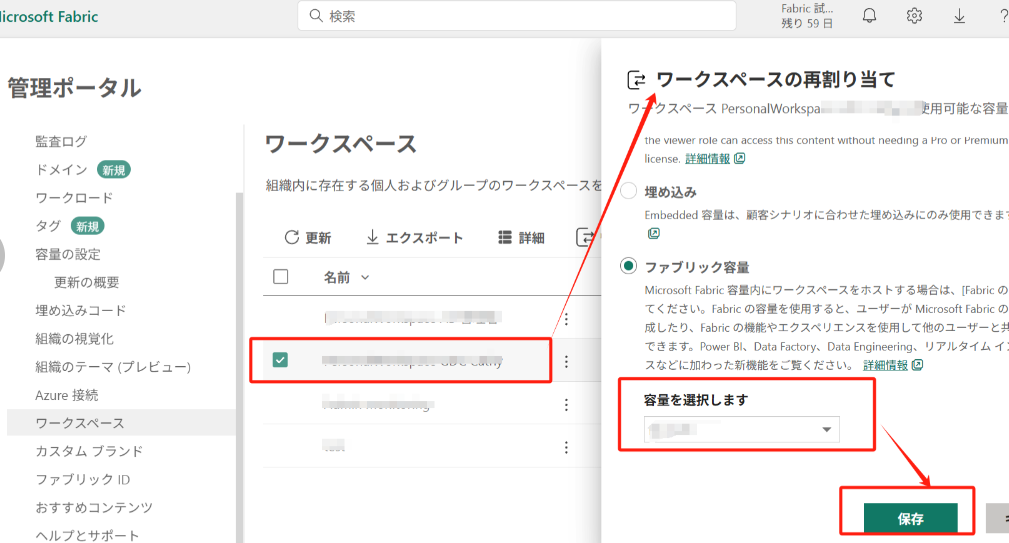 Microsoft Fabric
検索
Fabric 試...
残り 59 日
管理ポータル
監査ログ
ドメイン 新規
ワークロード
タグ 新規
容量の設定
更新の概要
埋め込みコード
組織の視覚化
組織のテーマ (プレビュー)
Azure 接続
ワークスペース
カスタム ブランド
ファブリック ID
おすすめコンテンツ
ヘルプとサポート
ワークスペース
組織内に存在する個人およびグループのワークスペースを
更新 エクスポート 詳細
名前
ワークスペースの再割り当て
ワークスペース PersonalWorkspa 使用可能な容量
the viewer role can access this content without needing a Pro or Premium
license. 詳細情報
埋め込み
Embedded 容量は、顧客シナリオに合わせた埋め込みにのみ使用できます
ファブリック容量
Microsoft Fabric 容量内にワークスペースをホストする場合は、[Fabric の
てください。Fabric の容量を使用すると、ユーザーが Microsoft Fabric の
成したり、Fabric の機能やエクスペリエンスを使用して他のユーザーと共
できます。Power BI、Data Factory、Data Engineering、リアルタイム イン
スなどに加わった新機能をご覧ください。 詳細情報
容量を選択します
保存